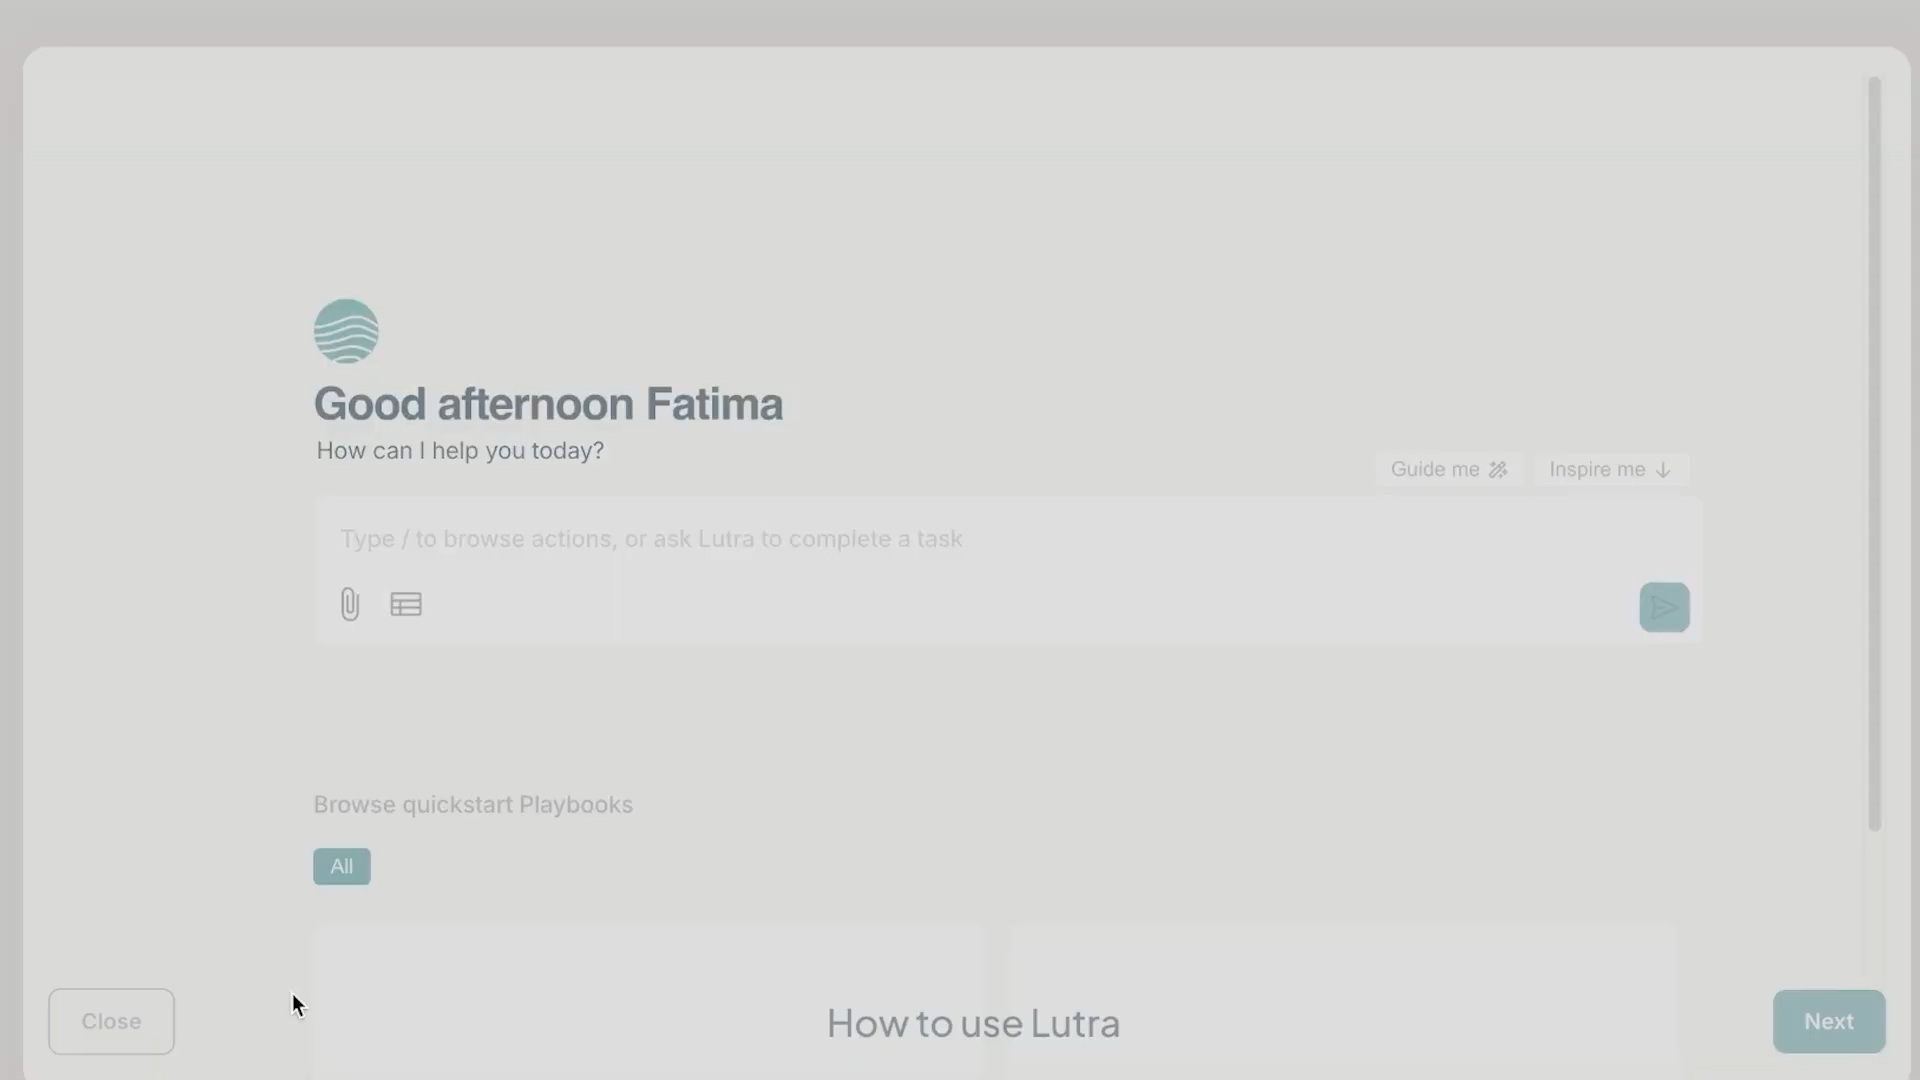 Good afternoon Fatima
How can I help you today?
Guide me
Inspire me
Type / to browse actions, or ask Lutra to complete a task
Browse quickstart Playbooks
All
Close
How to use Lutra
Next